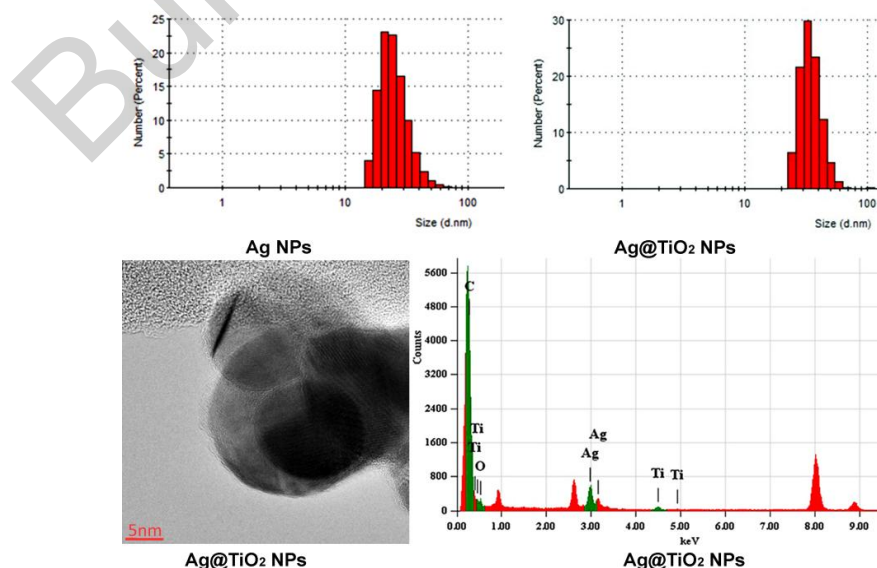 Bu
25
20
15
10
5
0
Number (Percent)
1 10 100
Size (d.nm)
Ag NPs
30
20
10
0
Number (Percent)
1 10 100
Size (d.nm)
Ag@TiO2 NPs
5nm
Ag@TiO2 NPs
5600
4800
4000
3200
2400
1600
800
0
Counts
C
Ti
Ti
O
Ag
Ag
Ti Ti
0.00 1.00 2.00 3.00 4.00 5.00 6.00 7.00 8.00 9.00
keV
Ag@TiO2 NPs